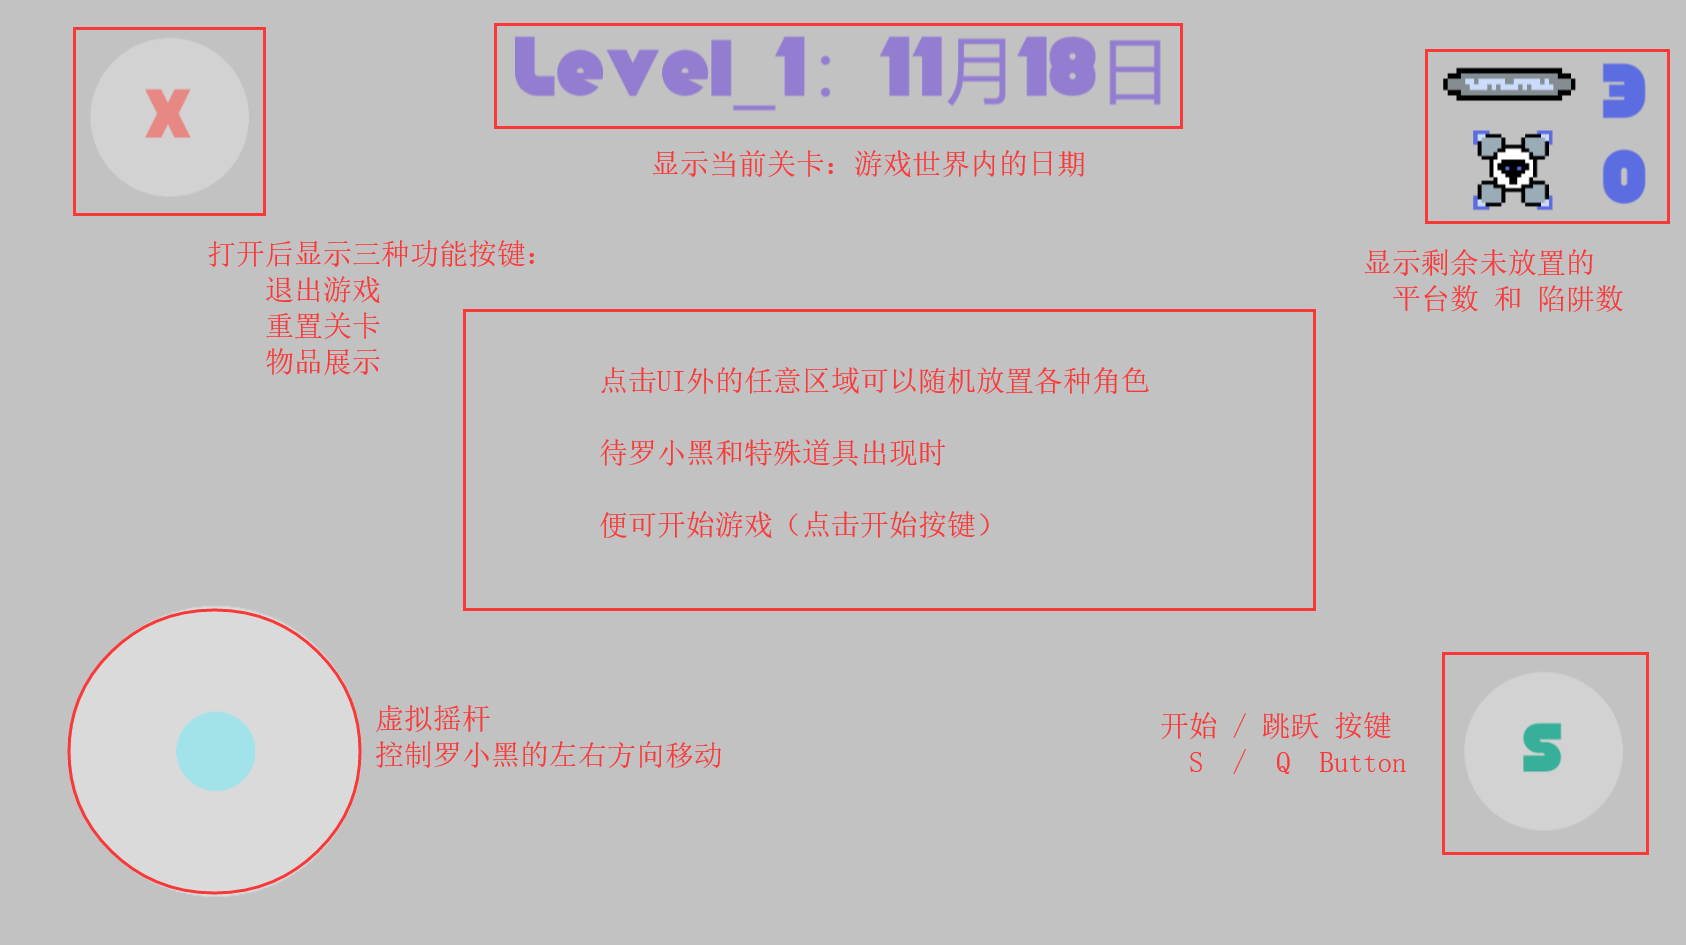 X
Level_1：11月18日
3
0
显示当前关卡：游戏世界内的日期
打开后显示三种功能按键：
退出游戏
重置关卡
物品展示
显示剩余未放置的
平台数 和 陷阱数
点击UI外的任意区域可以随机放置各种角色
待罗小黑和特殊道具出现时
便可开始游戏（点击开始按键）
虚拟摇杆
控制罗小黑的左右方向移动
开始 / 跳跃 按键
S / Q Button
S